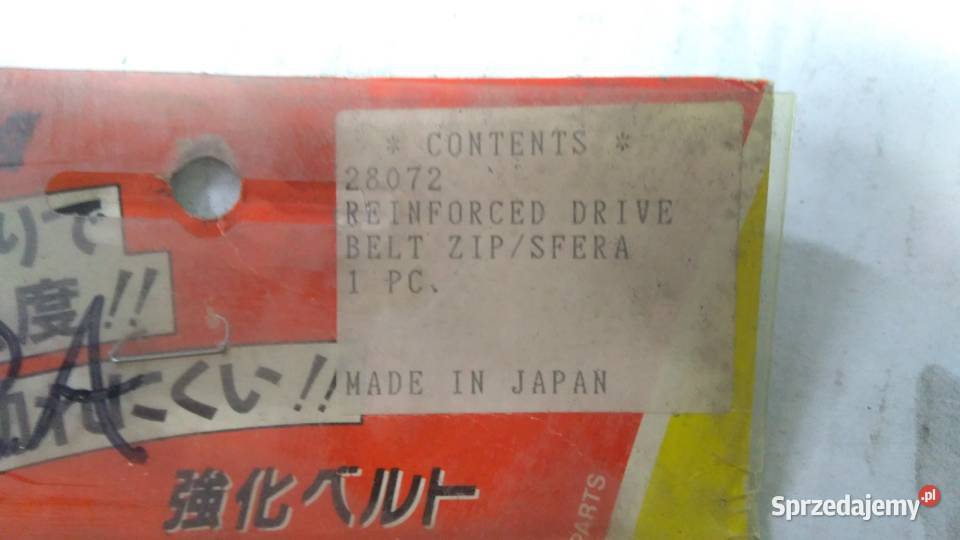 * CONTENTS *
28072
REINFORCED DRIVE
BELT ZIP/SFERA
1 PC.
MADE IN JAPAN
りで
度!!
にくい!!
強化ベルト
PARTS
Sprzedajemy.pl